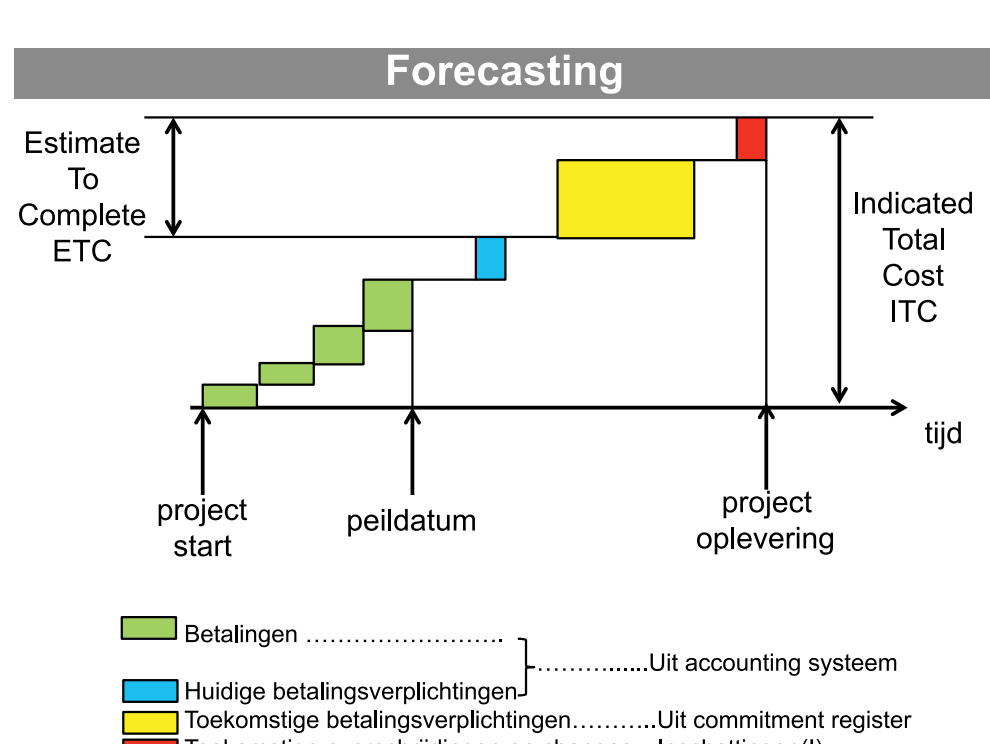 Forecasting
Estimate
To
Complete
ETC
Indicated
Total
Cost
ITC
tijd
project
start
peildatum
project
oplevering
Betalingen ……………………..
Huidige betalingsverplichtingen
…………......Uit accounting systeem
Toekomstige betalingsverplichtingen………..Uit commitment register